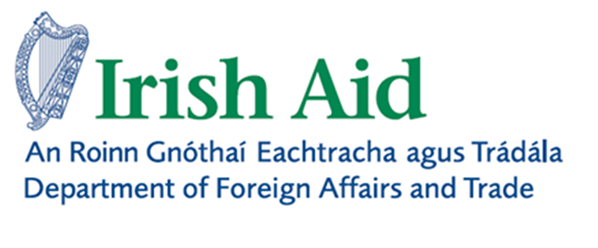 Irish Aid
An Roinn Gnóthaí Eachtracha agus Trádála
Department of Foreign Affairs and Trade